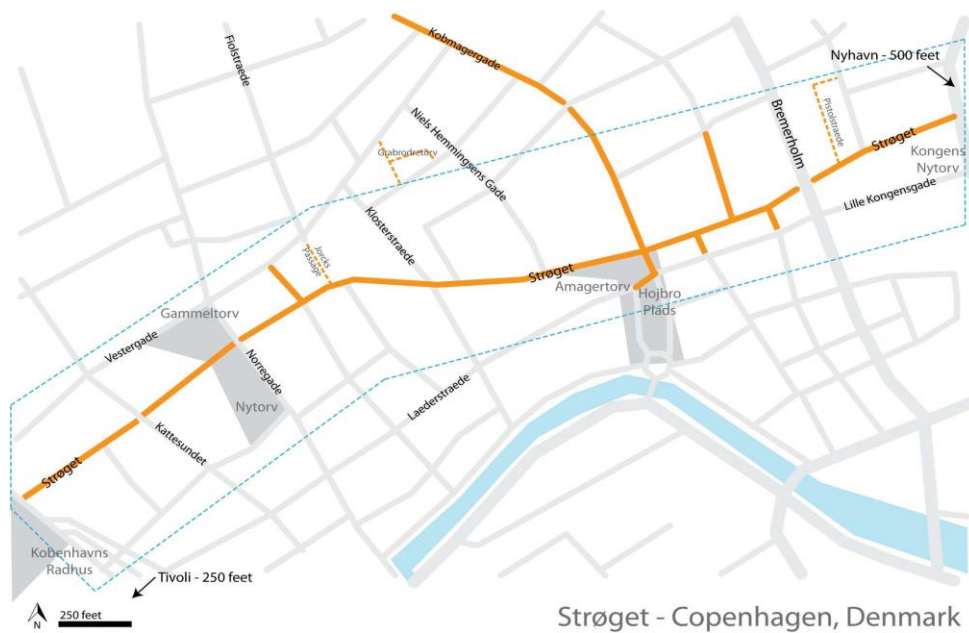 Fiolstraede
Kobmagergade
Nyhavn - 500 feet
Niels Hemmingsens Gade
Grabrodretorv
Bremerholm
Pistolstraede
Strøget
Kongens
Nytorv
Lille Kongensgade
Klosterstraede
Jorcks
Passage
Strøget
Amagertorv
Hojbro
Plads
Gammeltorv
Vestergade
Norregade
Nytorv
Laederstraede
Kattesundet
Strøget
Kobenhavns
Radhus
Tivoli - 250 feet
N
250 feet
Strøget - Copenhagen, Denmark